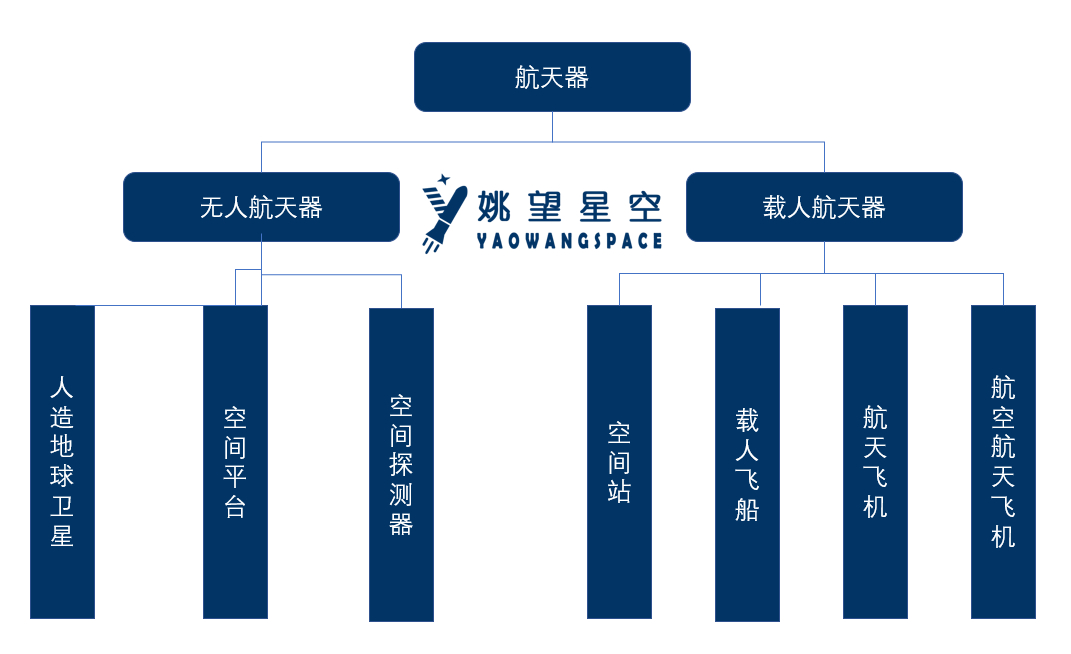 航天器
无人航天器
姚望星空
YAOWANGSPACE
载人航天器
人造地球卫星
空间平台
空间探测器
空间站
载人飞船
航天飞机
航空航天飞机